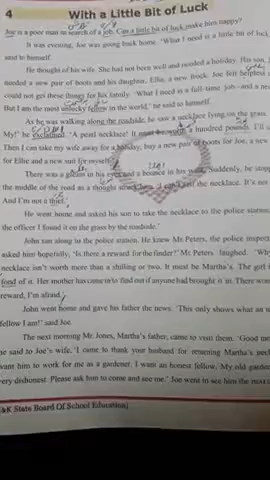 4 With a Little Bit of Luck
Joe is a poor man in search of a job. Can a little bit of luck make him happy?
It was evening, Joe was going back home. 'What I need is a little bit of luck
said to himself.
He thought of his wife. She had not been well and needed a holiday. His son,
needed a new pair of boots and his daughter, Ellie, a new frock. Joe felt helpless
could not get these things for his family. 'What I need is a full-time job -and a
But I am the most unlucky fellow in the world,' he said to himself.
As he was walking along the roadside, he saw a necklace lying on the grass.
My!' he exclaimed. 'A pearl necklace! It must be worth a hundred pounds. I'll
Then I can take my wife away for a holiday; buy a new pair of boots for Joe, a new
for Ellie and a new suit for myself.
There was a gleam in his eyes and a bounce in his Suddenly, he stopp
the middle of the road as a thought struck sell the necklace. It's not
And I'm not a thief.
He went home and asked his son to take the necklace to the police station.
the officer I found it on the grass by the roadside.'
John ran along to the police station. He knew Mr. Peters, the police inspect
asked him hopefully, 'Is there a reward for the finder?' Mr. Peters laughed. 'Why
necklace isn't worth more than a shilling or two. It must be Martha's. The girl
fond of it. Her mother has come to find out if anyone had brought it in. There won
reward, I'm afraid.'
John went home and gave his father the news. 'This only shows what an u
fellow I am!' said Joe.
The next morning Mr. Jones, Martha's father, came to visit them. 'Good mo
he said to Joe's wife. 'I came to thank your husband for returning Martha's neck
want him to work for me as a gardener. I want an honest fellow. My old garden
very dishonest. Please ask him to come and see me.' Joe went to see him the next
&K State Board Of School Education)